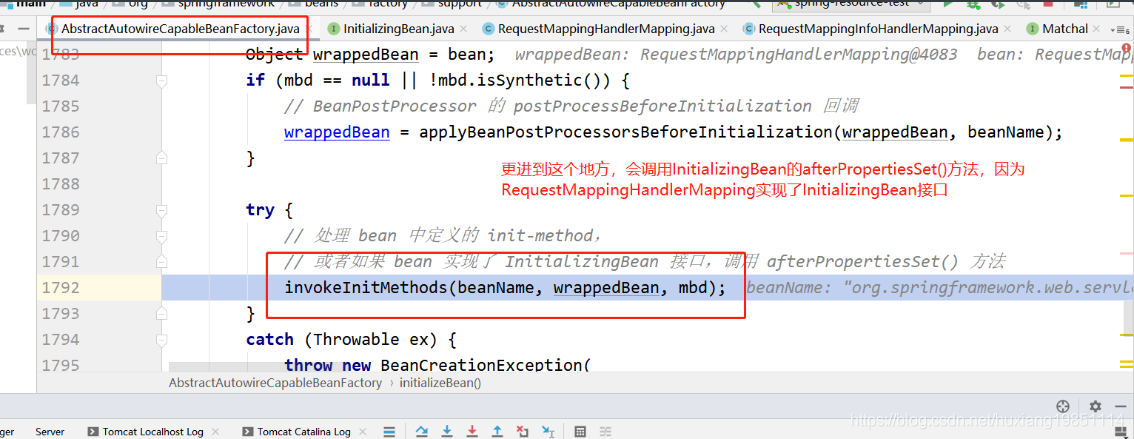 main java org springframework beans factory support AbstractAutowireCapableBeanFactory spring-resource-test
AbstractAutowireCapableBeanFactory.java InitializingBean.java RequestMappingHandlerMapping.java RequestMappingInfoHandlerMapping.java Matchal
ces\wo
1783 Object wrappedBean = bean; wrappedBean: RequestMappingHandlerMapping@4083 bean: RequestMapp
1784 if (mbd == null || !mbd.isSynthetic()) {
1785 // BeanPostProcessor 的 postProcessBeforeInitialization 回调
1786 wrappedBean = applyBeanPostProcessorsBeforeInitialization(wrappedBean, beanName);
1787 }
更进到这个地方，会调用InitializingBean的afterPropertiesSet()方法，因为
1788
RequestMappingHandlerMapping实现了InitializingBean接口
1789 try {
1790 // 处理 bean 中定义的 init-method，
1791 // 或者如果 bean 实现了 InitializingBean 接口，调用 afterPropertiesSet() 方法
1792 invokeInitMethods(beanName, wrappedBean, mbd); beanName: "org.springframework.web.servle
1793 }
1794 catch (Throwable ex) {
1795 throw new BeanCreationException(
AbstractAutowireCapableBeanFactory › initializeBean()
https://blog.csdn.net/huxiang19851114
ger Server Tomcat Localhost Log Tomcat Catalina Log